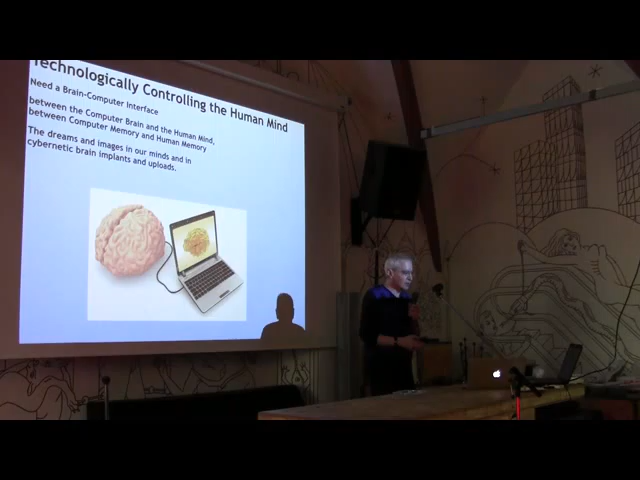 Technologically Controlling the Human Mind
Need a Brain-Computer Interface
between the Computer Brain and the Human Mind,
between Computer Memory and Human Memory
The dreams and images in our minds and in
cybernetic brain implants and uploads.